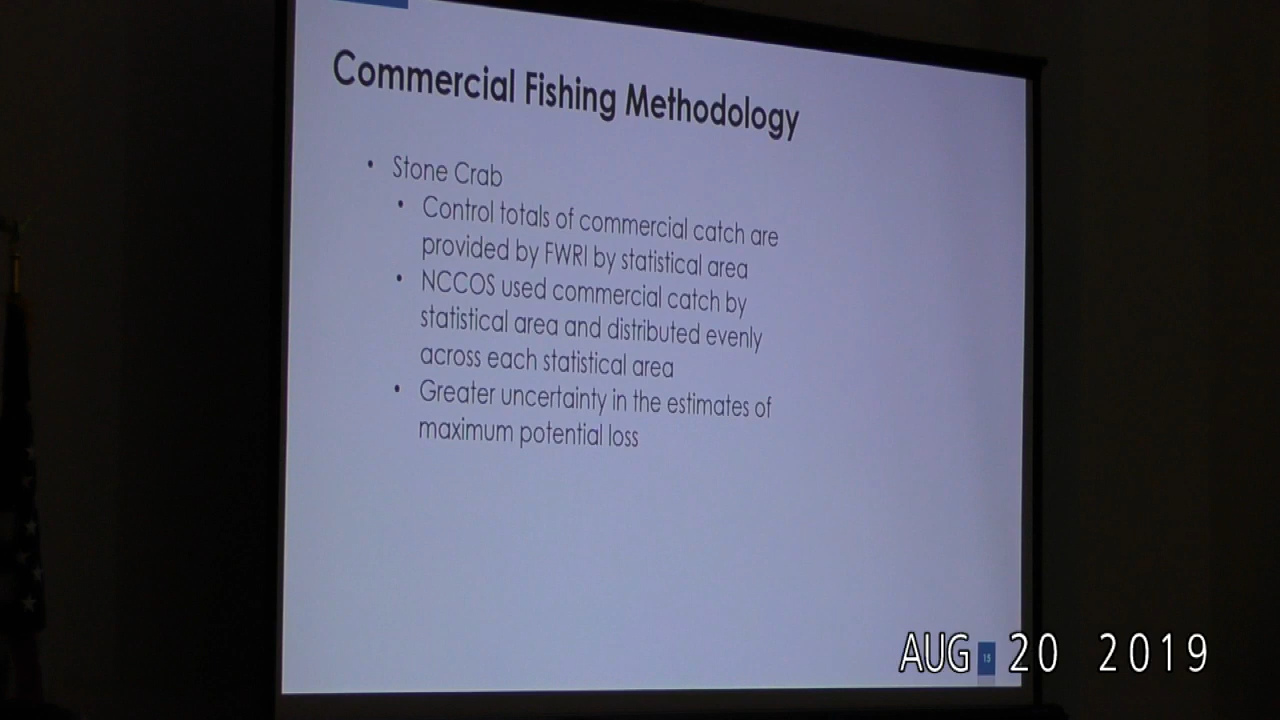 Commercial Fishing Methodology
• Stone Crab
• Control totals of commercial catch are
provided by FWRI by statistical area
• NCCOS used commercial catch by
statistical area and distributed evenly
across each statistical area
• Greater uncertainty in the estimates of
maximum potential loss
15
AUG 20 2019